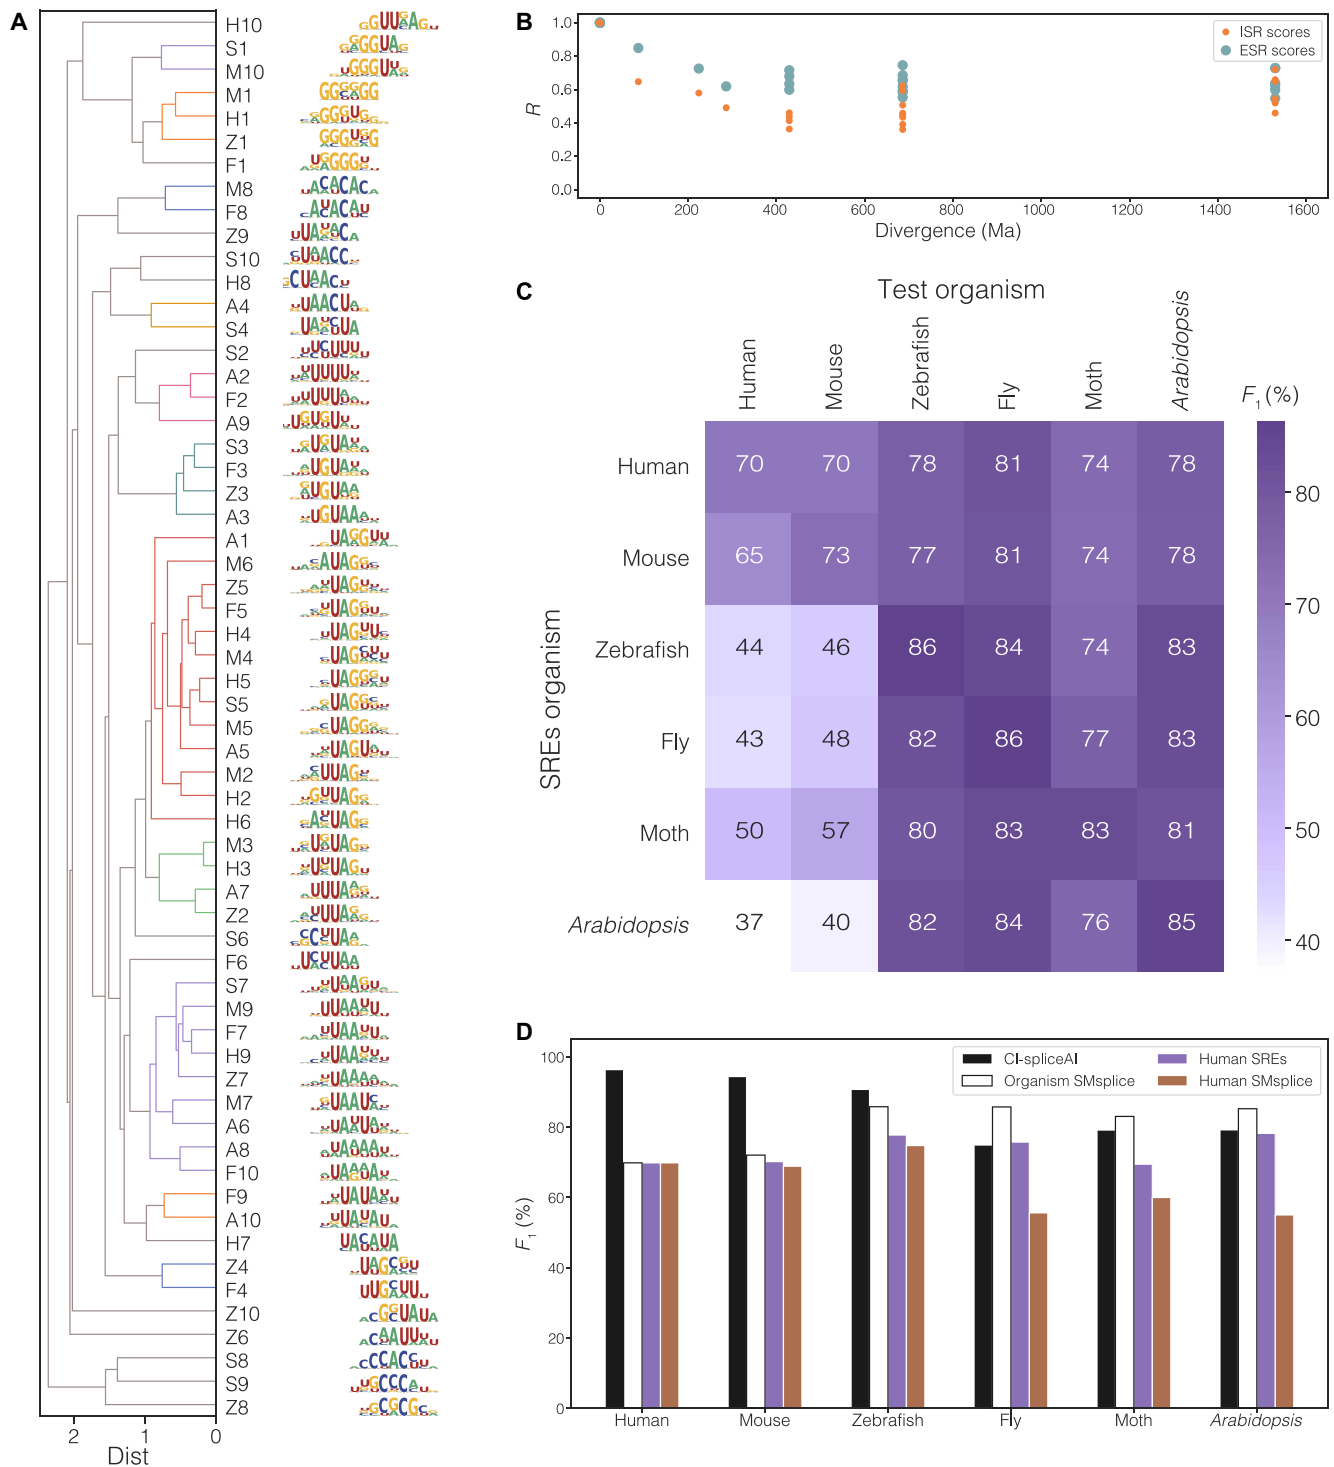 A
H10
S1
M10
M1
H1
Z1
F1
M8
F8
Z9
S10
H8
A4
S4
S2
A2
F2
A9
S3
F3
Z3
A3
A1
M6
Z5
F5
H4
M4
H5
S5
M5
A5
M2
H2
H6
M3
H3
A7
Z2
S6
F6
S7
M9
F7
H9
Z7
M7
A6
A8
F10
F9
A10
H7
Z4
F4
Z10
Z6
S8
S9
Z8
2 1 0
Dist
B
1.0
0.8
0.6
0.4
0.2
0.0
R
ISR scores
ESR scores
0 200 400 600 800 1000 1200 1400 1600
Divergence (Ma)
C
Test organism
Human Mouse Zebrafish Fly Moth Arabidopsis
SREs organism
Human 70 70 78 81 74 78
Mouse 65 73 77 81 74 78
Zebrafish 44 46 86 84 74 83
Fly 43 48 82 86 77 83
Moth 50 57 80 83 83 81
Arabidopsis 37 40 82 84 76 85
F1 (%)
80
70
60
50
40
D
100
80
60
40
20
0
F1 (%)
CI-spliceAI
Organism SMsplice
Human SREs
Human SMsplice
Human Mouse Zebrafish Fly Moth Arabidopsis